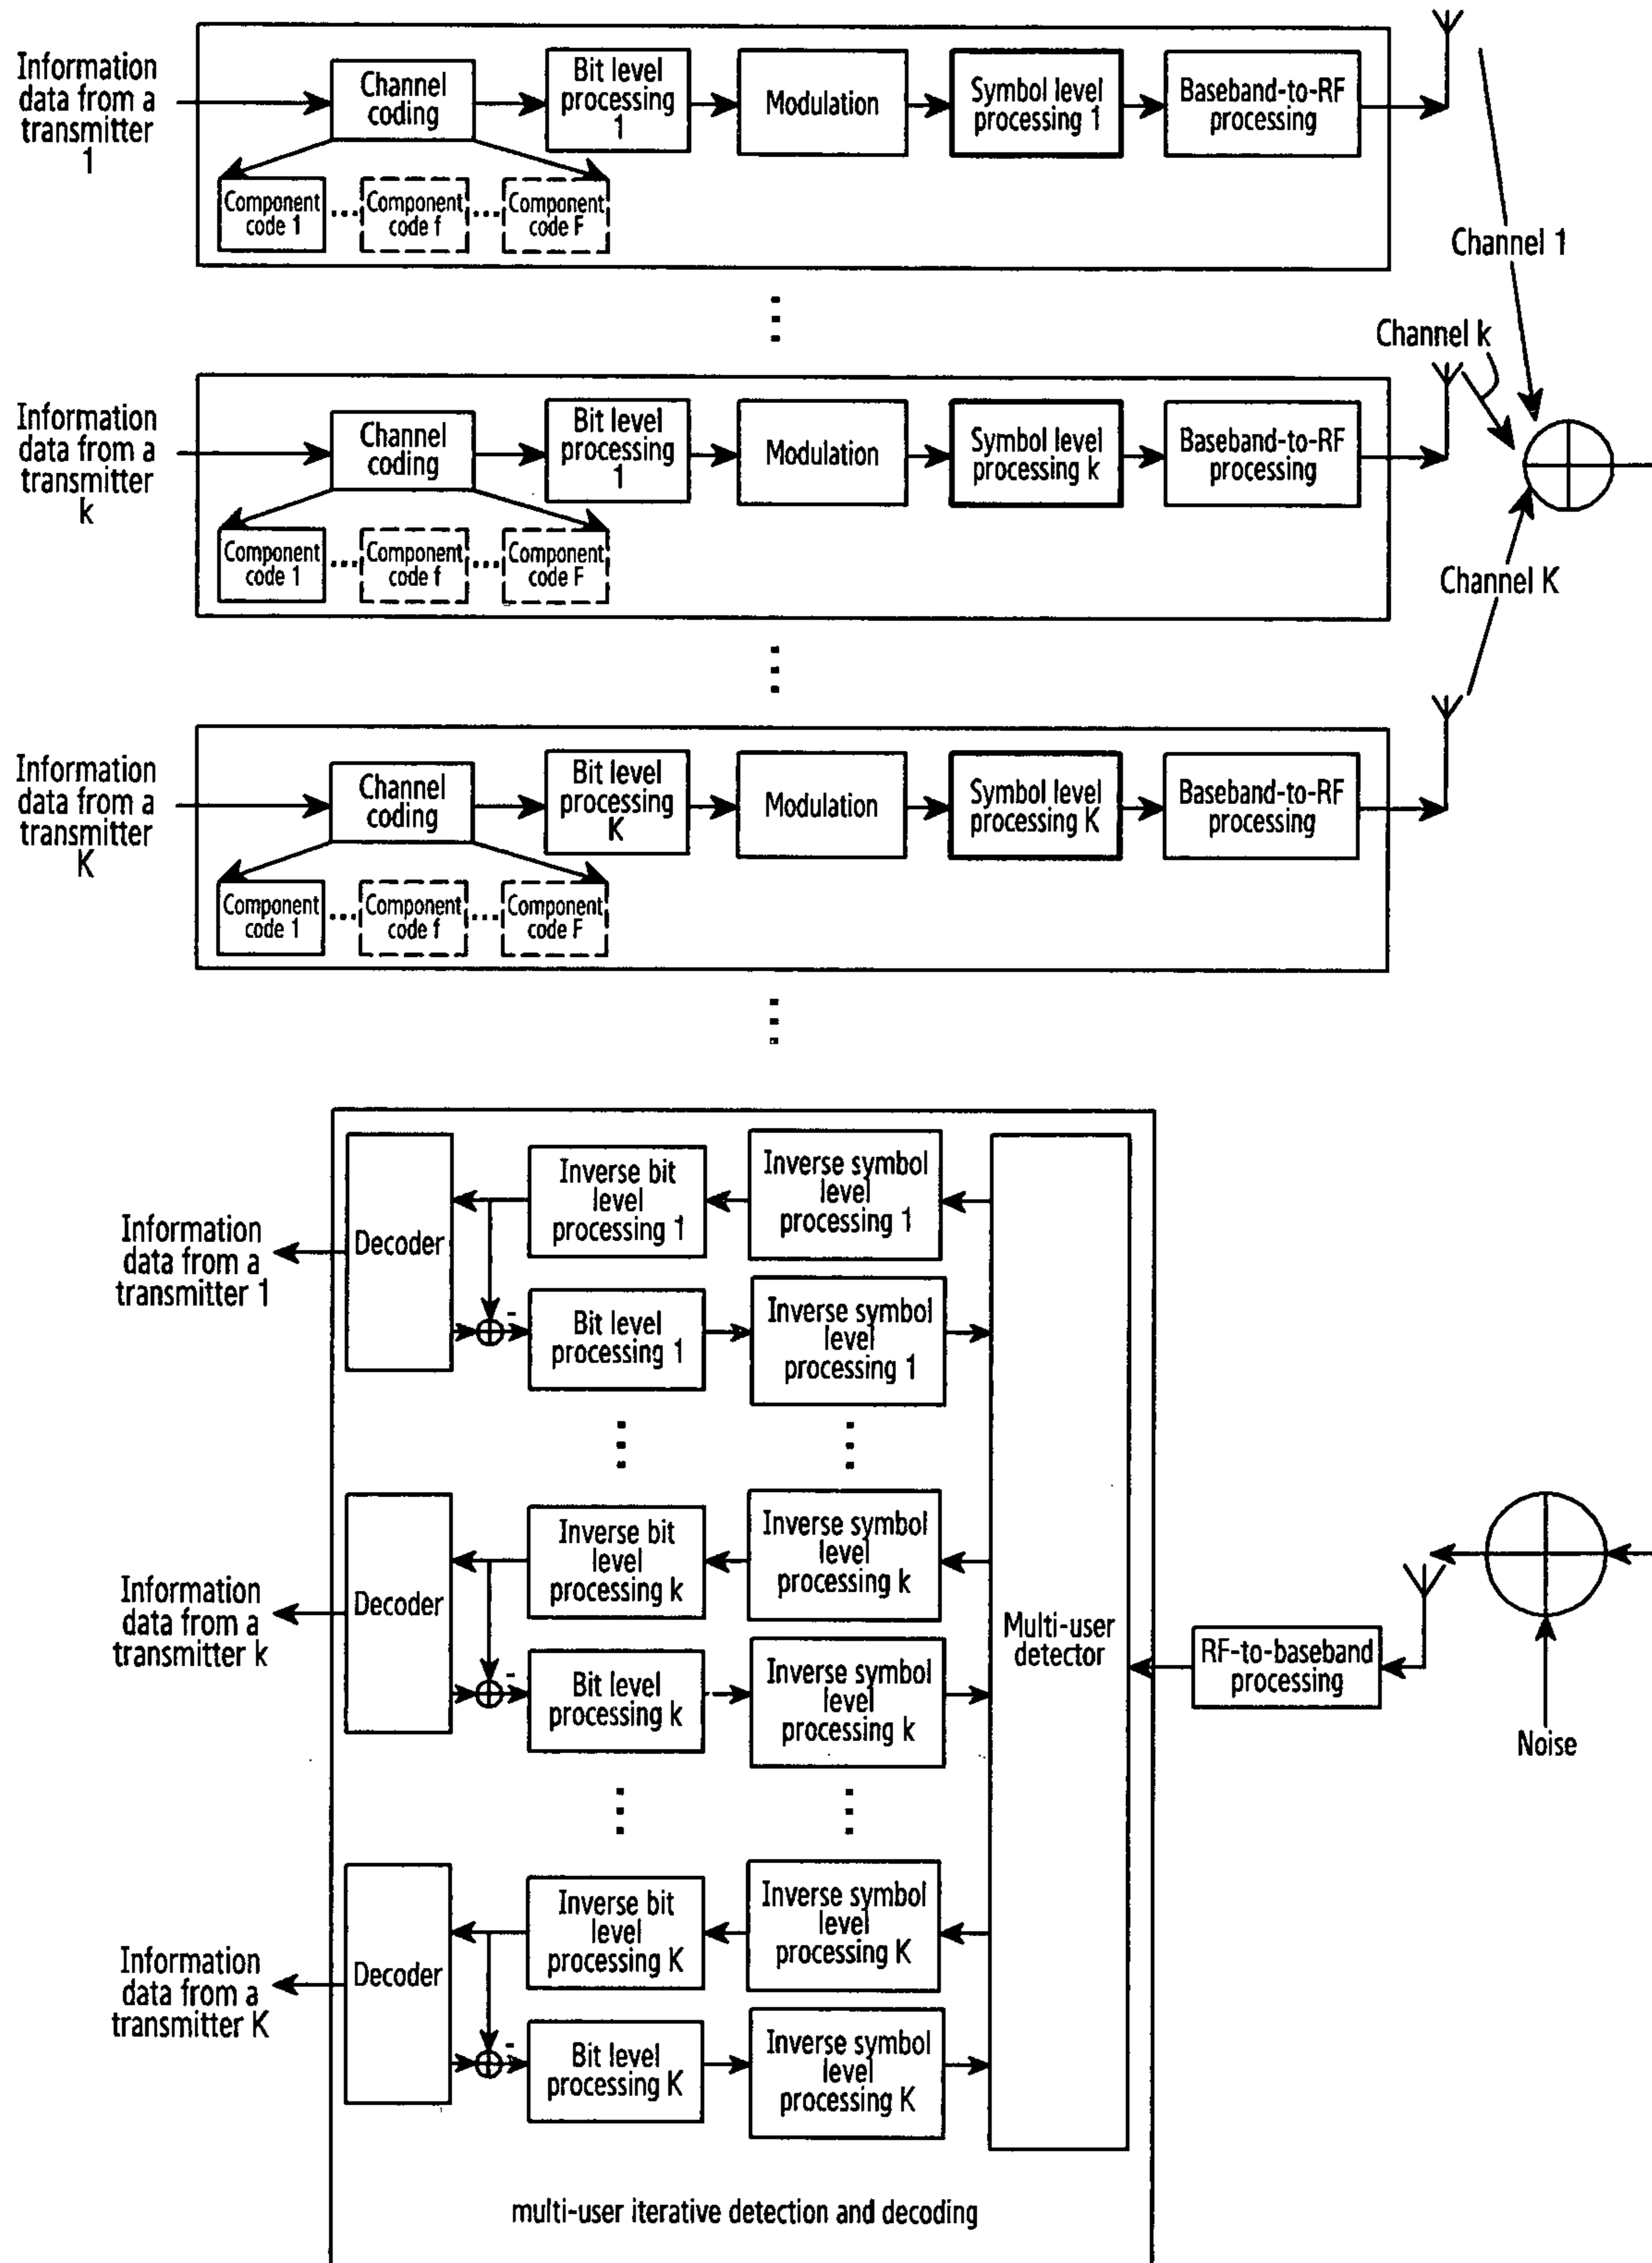 Information
data from a
transmitter
1
Channel
coding
Bit level
processing
1
Modulation
Symbol level
processing 1
Baseband-to-RF
processing
Component
code 1
...
Component
code f
...
Component
code F
Channel 1
Channel k
Information
data from a
transmitter
k
Channel
coding
Bit level
processing
1
Modulation
Symbol level
processing k
Baseband-to-RF
processing
Component
code 1
...
Component
code f
...
Component
code F
Channel K
Information
data from a
transmitter
K
Channel
coding
Bit level
processing
K
Modulation
Symbol level
processing K
Baseband-to-RF
processing
Component
code 1
...
Component
code f
...
Component
code F
Information
data from a
transmitter 1
Decoder
Inverse bit
level
processing 1
Inverse symbol
level
processing 1
-
Bit level
processing 1
Inverse symbol
level
processing 1
Information
data from a
transmitter k
Decoder
Inverse bit
level
processing k
Inverse symbol
level
processing k
-
Bit level
processing k
Inverse symbol
level
processing k
Multi-user
detector
RF-to-baseband
processing
Noise
Information
data from a
transmitter K
Decoder
Inverse bit
level
processing K
Inverse symbol
level
processing K
-
Bit level
processing K
Inverse symbol
level
processing K
multi-user iterative detection and decoding